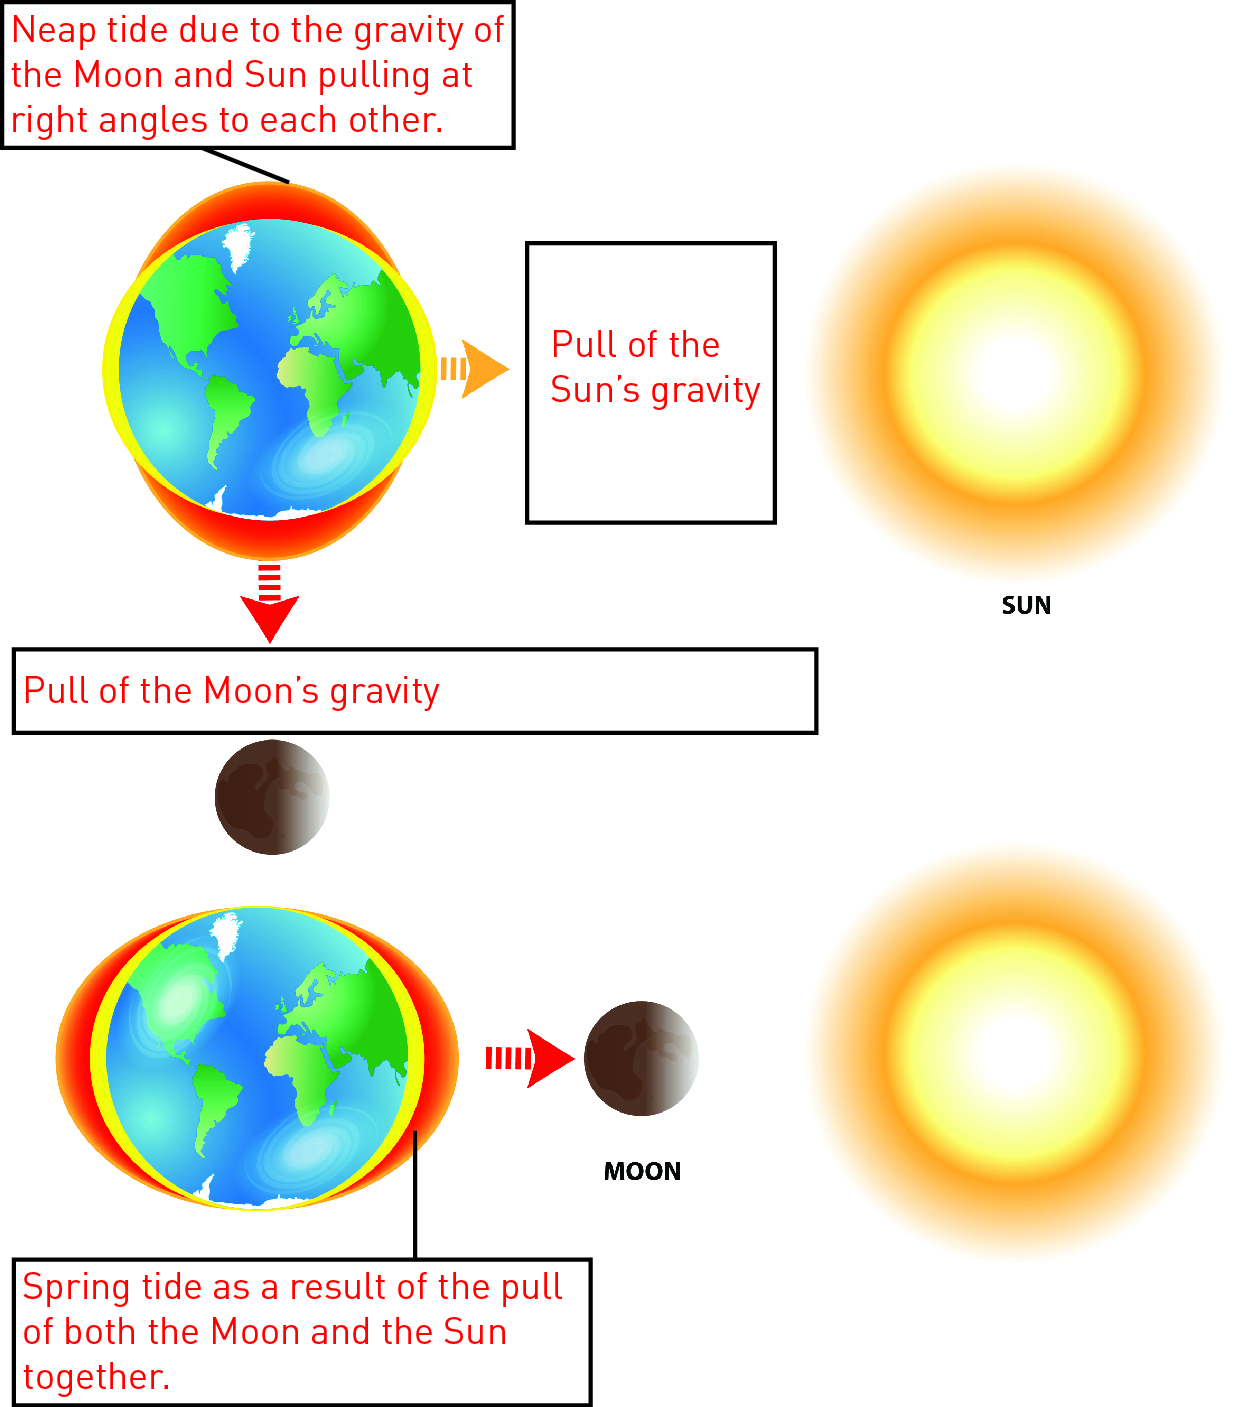 Neap tide due to the gravity of
the Moon and Sun pulling at
right angles to each other.
Pull of the
Sun’s gravity
SUN
Pull of the Moon’s gravity
MOON
Spring tide as a result of the pull
of both the Moon and the Sun
together.